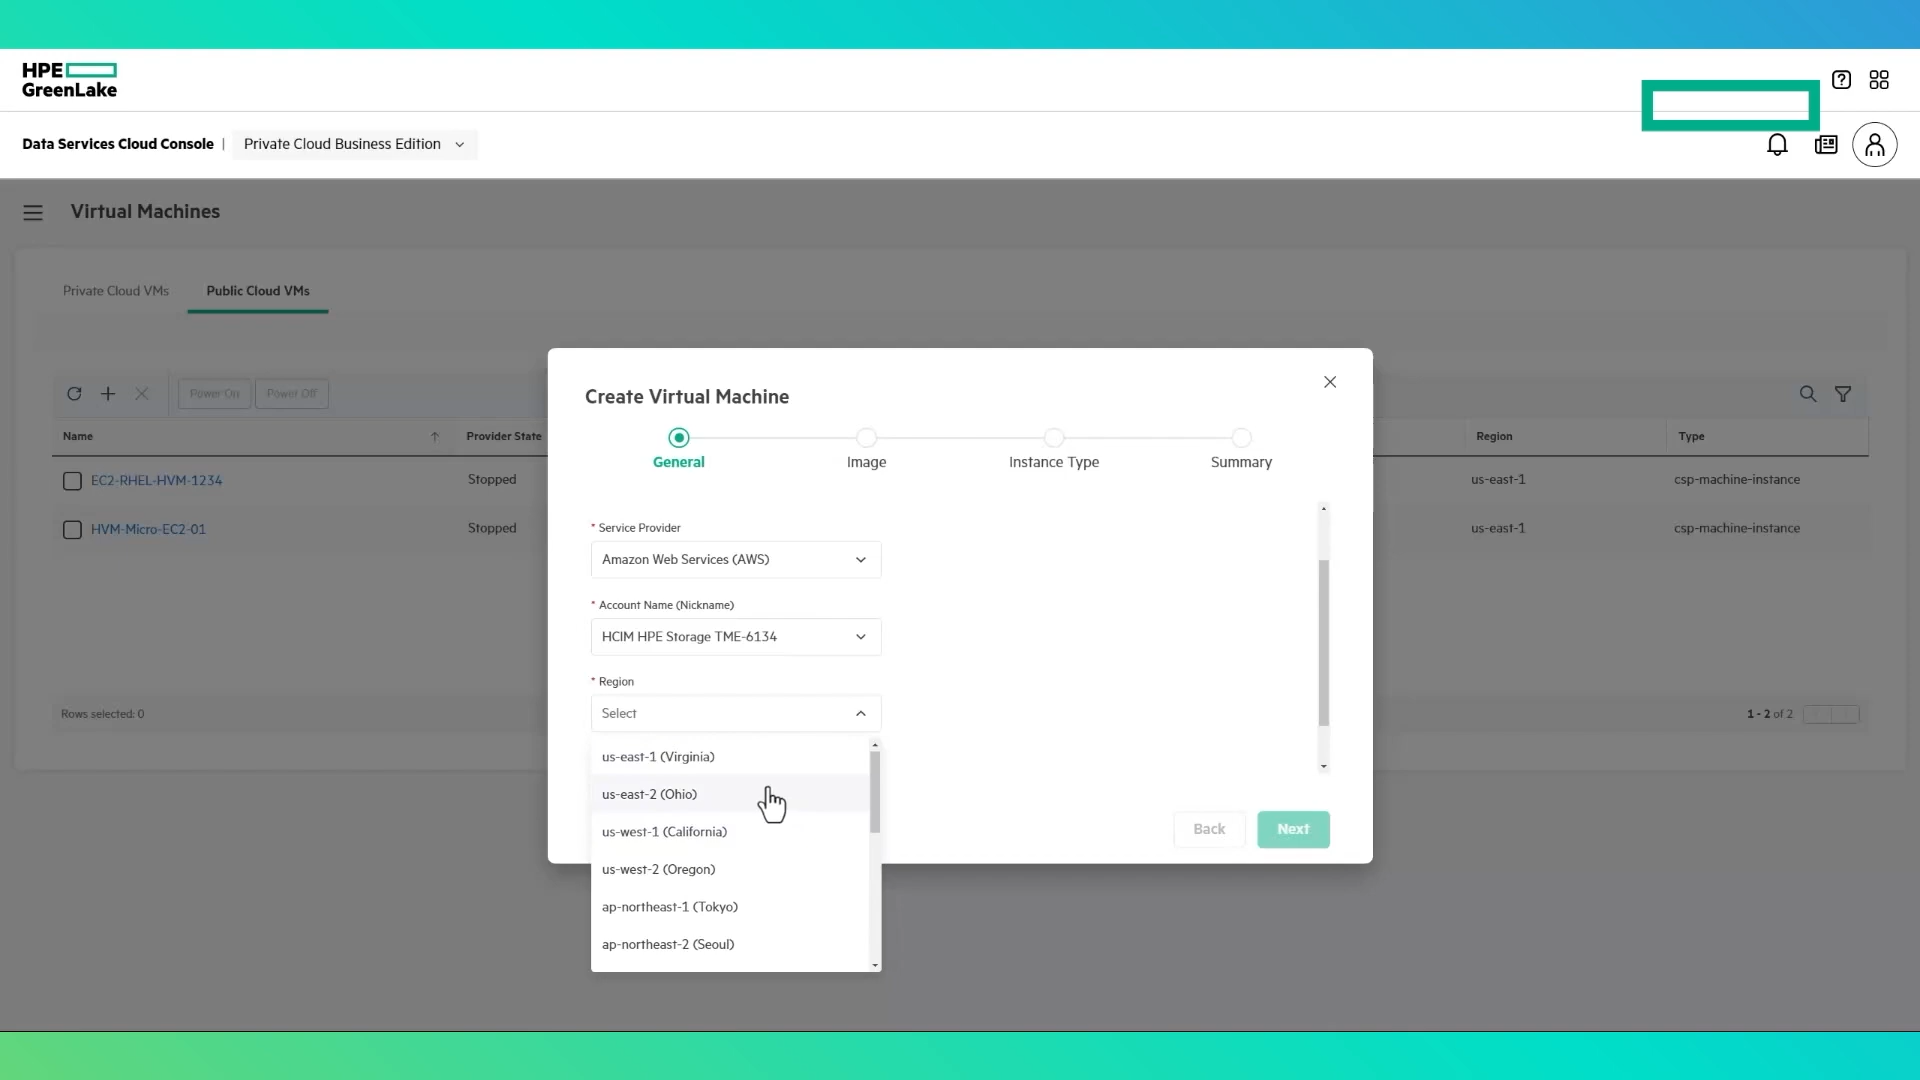 HPE
GreenLake
Data Services Cloud Console | Private Cloud Business Edition
Virtual Machines
Private Cloud VMs
Public Cloud VMs
Power On
Power Off
Name
Provider State
Region
Type
EC2-RHEL-HVM-1234
Stopped
us-east-1
csp-machine-instance
HVM-Micro-EC2-01
Stopped
us-east-1
csp-machine-instance
Rows selected: 0
1 - 2 of 2
Create Virtual Machine
General
Image
Instance Type
Summary
* Service Provider
Amazon Web Services (AWS)
* Account Name (Nickname)
HCIM HPE Storage TME-6134
* Region
Select
us-east-1 (Virginia)
us-east-2 (Ohio)
us-west-1 (California)
us-west-2 (Oregon)
ap-northeast-1 (Tokyo)
ap-northeast-2 (Seoul)
Back
Next